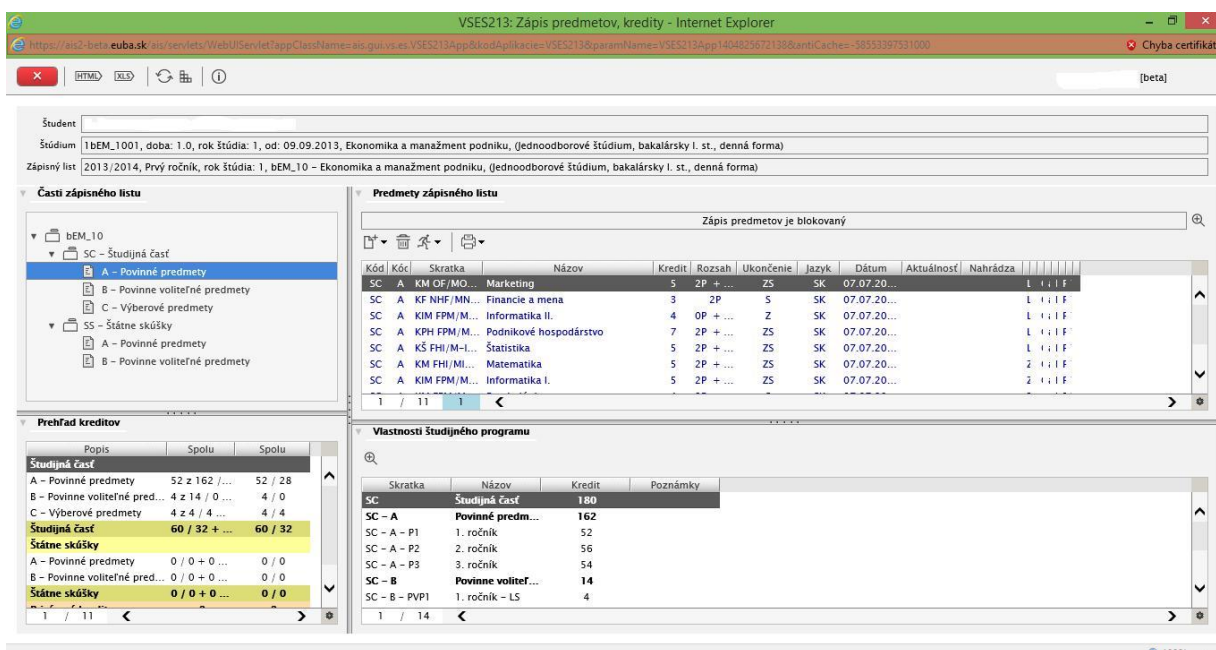 VSES213: Zápis predmetov, kredity - Internet Explorer
https://ais2-beta.euba.sk/ais/servlets/WebUIServlet?appClassName=ais.gui.vs.es.VSES213App&kodAplikacie=VSES213&paramName=VSES213App1404825672138&antiCache=-38553397531000 Chyba certifikát
HTML XLS [beta]
Študent
Štúdium 1bEM_1001, doba: 1.0, rok štúdia: 1, od: 09.09.2013, Ekonomika a manažment podniku, (Jednoodborové štúdium, bakalársky I. st., denná forma)
Zápisný list 2013/2014, Prvý ročník, rok štúdia: 1, bEM_10 – Ekonomika a manažment podniku, (Jednoodborové štúdium, bakalársky I. st., denná forma)
Časti zápisného listu
bEM_10
SC – Študijná časť
A – Povinné predmety
B – Povinne voliteľné predmety
C – Výberové predmety
SS – Štátne skúšky
A – Povinné predmety
B – Povinne voliteľné predmety
Predmety zápisného listu
Zápis predmetov je blokovaný
Kód Kóc Skratka Názov Kredit Rozsah Ukončenie Jazyk Dátum Aktuálnosť Nahrádza
SC A KM OF/MO... Marketing 5 2P + ... ZS SK 07.07.20...
SC A KF NHF/MN... Financie a mena 3 2P S SK 07.07.20...
SC A KIM FPM/M... Informatika II. 4 0P + ... Z SK 07.07.20...
SC A KPH FPM/M... Podnikové hospodárstvo 7 2P + ... ZS SK 07.07.20...
SC A KŠ FHI/M-I... Štatistika 5 2P + ... ZS SK 07.07.20...
SC A KM FHI/MI... Matematika 5 2P + ... ZS SK 07.07.20...
SC A KIM FPM/M... Informatika I. 5 2P + ... ZS SK 07.07.20...
1 / 11 1
Prehľad kreditov
Popis Spolu Spolu
Študijná časť
A – Povinné predmety 52 z 162 /... 52 / 28
B – Povinne voliteľné pred... 4 z 14 / 0 ... 4 / 0
C – Výberové predmety 4 z 4 / 4 ... 4 / 4
Študijná časť 60 / 32 + ... 60 / 32
Štátne skúšky
A – Povinné predmety 0 / 0 + 0 ... 0 / 0
B – Povinne voliteľné pred... 0 / 0 + 0 ... 0 / 0
Štátne skúšky 0 / 0 + 0 ... 0 / 0
1 / 11
Vlastnosti študijného programu
Skratka Názov Kredit Poznámky
SC Študijná časť 180
SC – A Povinné predm... 162
SC – A – P1 1. ročník 52
SC – A – P2 2. ročník 56
SC – A – P3 3. ročník 54
SC – B Povinne voliteľ... 14
SC – B – PVP1 1. ročník – LS 4
1 / 14